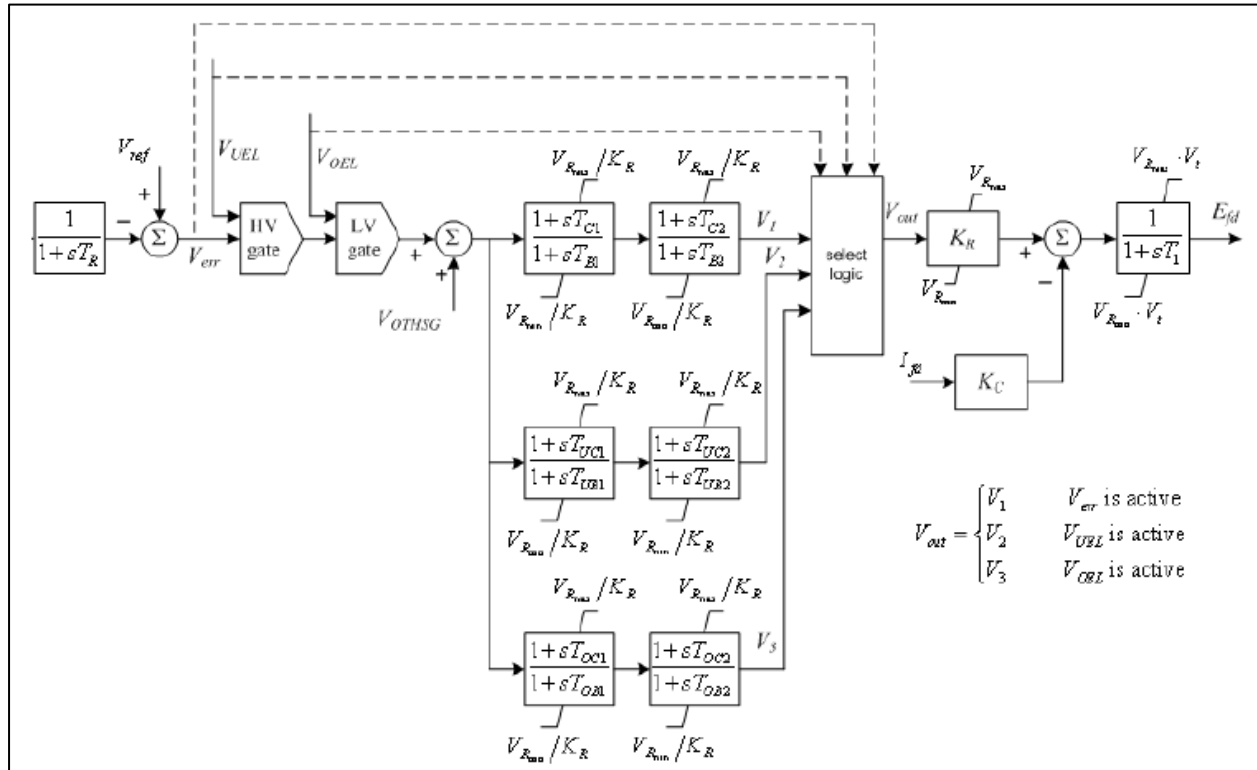 V_ref
+
−
1
1+sT_R
Σ
V_err
V_UEL
HV
gate
V_OEL
LV
gate
+
Σ
+
V_OTHSG
V_Rmax/K_R
1+sT_C1
1+sT_B1
V_Rmin/K_R
V_Rmax/K_R
1+sT_C2
1+sT_B2
V_Rmin/K_R
V_1
V_2
select
logic
V_out
V_Rmax
K_R
V_Rmin
+
Σ
−
V_Rmax · V_t
1
1+sT_1
V_Rmin · V_t
E_fd
I_fd
K_C
V_Rmax/K_R
1+sT_UC1
1+sT_UB1
V_Rmin/K_R
V_Rmax/K_R
1+sT_UC2
1+sT_UB2
V_Rmin/K_R
V_out = { V_1 V_err is active
V_2 V_UEL is active
V_3 V_OEL is active
V_Rmax/K_R
1+sT_OC1
1+sT_OB1
V_Rmin/K_R
V_Rmax/K_R
1+sT_OC2
1+sT_OB2
V_Rmin/K_R
V_3